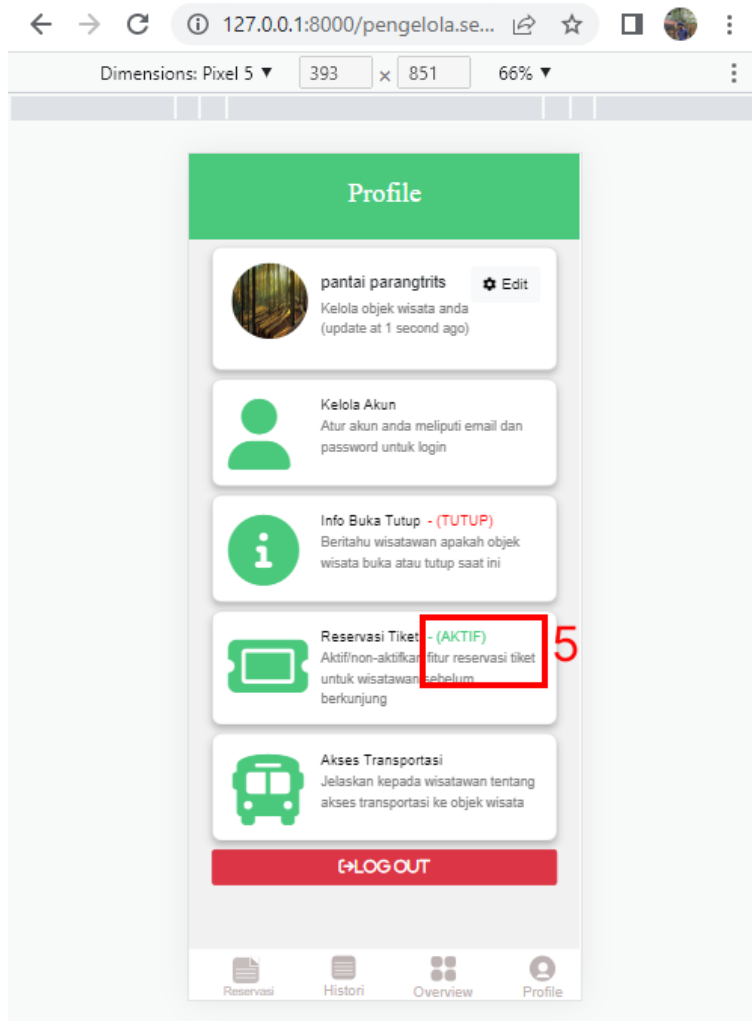 127.0.0.1:8000/pengelola.se...
Dimensions: Pixel 5 ▼ 393 × 851 66% ▼
Profile
pantai parangtrits
Edit
Kelola objek wisata anda
(update at 1 second ago)
Kelola Akun
Atur akun anda meliputi email dan
password untuk login
Info Buka Tutup - (TUTUP)
Beritahu wisatawan apakah objek
wisata buka atau tutup saat ini
Reservasi Tiket - (AKTIF)
5
Aktif/non-aktifkan fitur reservasi tiket
untuk wisatawan sebelum
berkunjung
Akses Transportasi
Jelaskan kepada wisatawan tentang
akses transportasi ke objek wisata
LOG OUT
Reservasi Histori Overview Profile